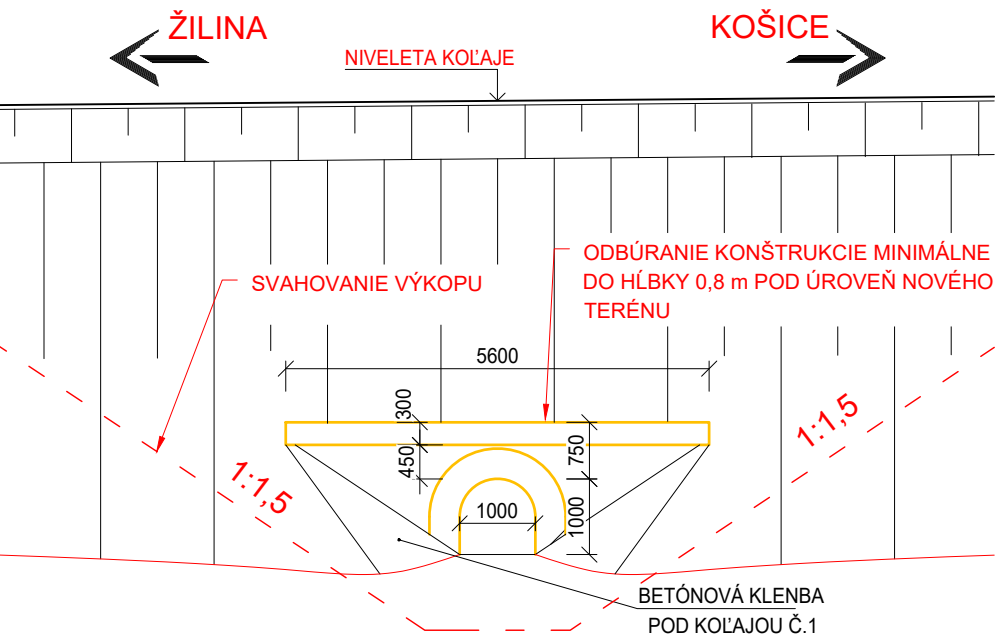 ŽILINA
KOŠICE
NIVELETA KOĽAJE
ODBÚRANIE KONŠTRUKCIE MINIMÁLNE
DO HĹBKY 0,8 m POD ÚROVEŇ NOVÉHO
TERÉNU
SVAHOVANIE VÝKOPU
5600
300
450
750
1000
1000
1:1,5
1:1,5
BETÓNOVÁ KLENBA
POD KOĽAJOU Č.1